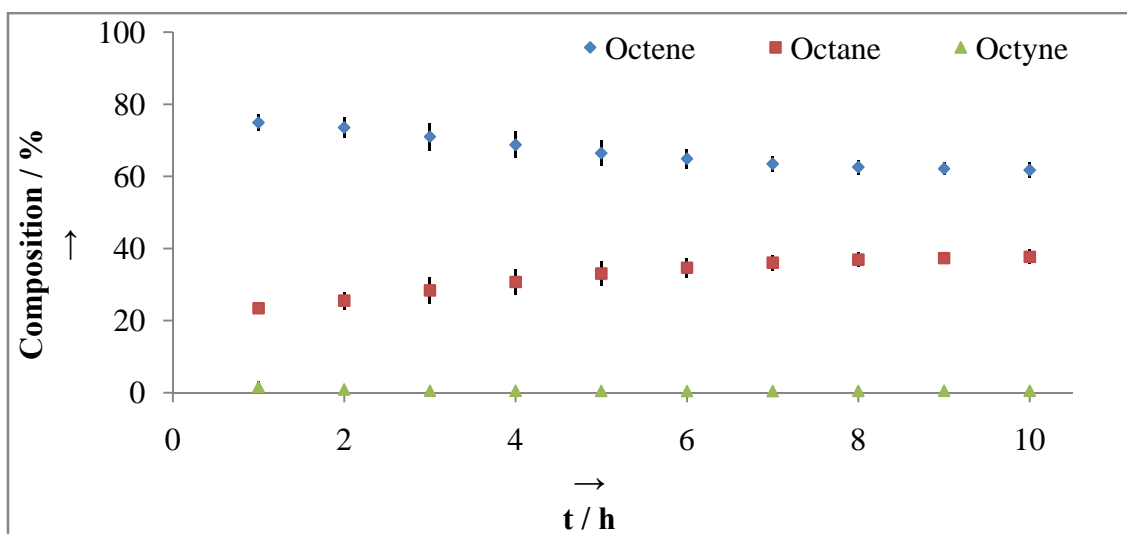 100
80
60
40
20
0
Composition / %
→
Octene Octane Octyne
0 2 4 6 8 10
→
t / h